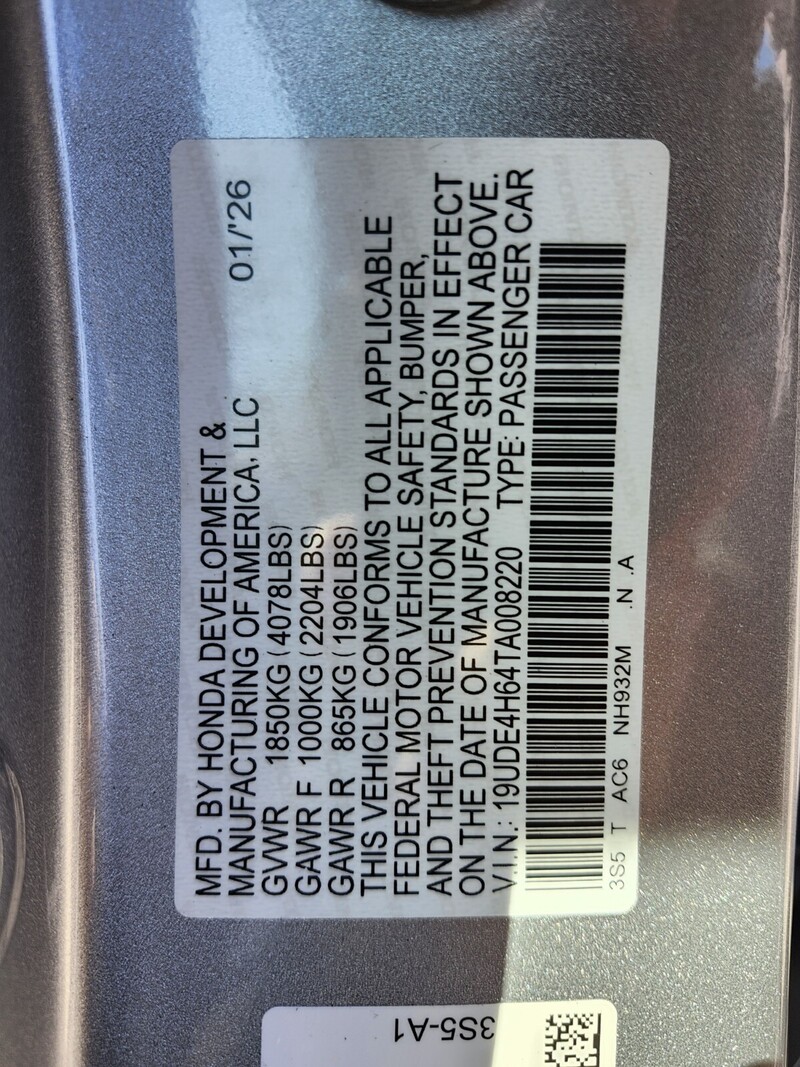 MFD. BY HONDA DEVELOPMENT &
MANUFACTURING OF AMERICA, LLC 01/'26
GVWR 1850KG (4078LBS)
GAWR F 1000KG (2204LBS)
GAWR R 865KG (1906LBS)
THIS VEHICLE CONFORMS TO ALL APPLICABLE
FEDERAL MOTOR VEHICLE SAFETY, BUMPER,
AND THEFT PREVENTION STANDARDS IN EFFECT
ON THE DATE OF MANUFACTURE SHOWN ABOVE.
V.I.N.: 19UDE4H64TA008220 TYPE: PASSENGER CAR
3S5 T AC6 NH932M .N .A
3S5-A1